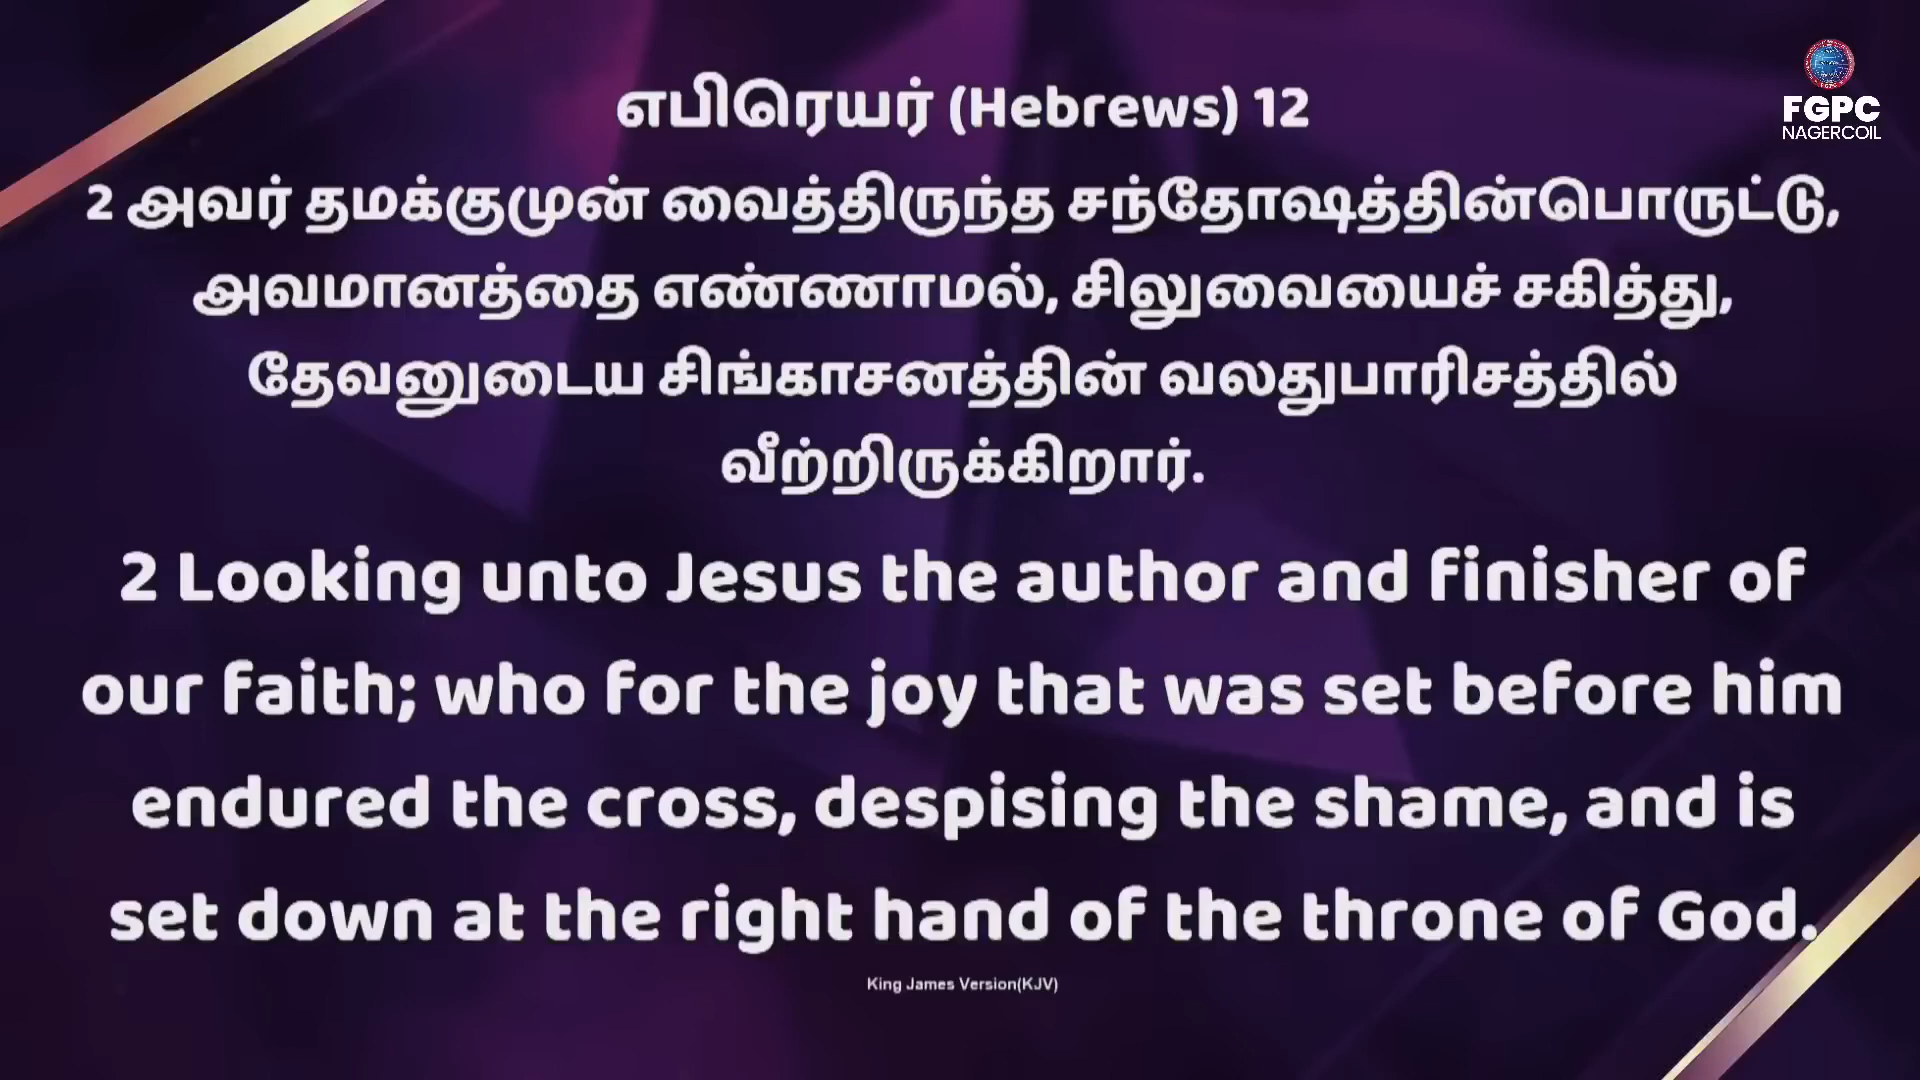 எபிரெயர் (Hebrews) 12
2 அவர் தமக்குமுன் வைத்திருந்த சந்தோஷத்தின்பொருட்டு,
அவமானத்தை எண்ணாமல், சிலுவையைச் சகித்து,
தேவனுடைய சிங்காசனத்தின் வலதுபாரிசத்தில்
வீற்றிருக்கிறார்.
2 Looking unto Jesus the author and finisher of
our faith; who for the joy that was set before him
endured the cross, despising the shame, and is
set down at the right hand of the throne of God.
King James Version(KJV)
FGPC
NAGERCOIL